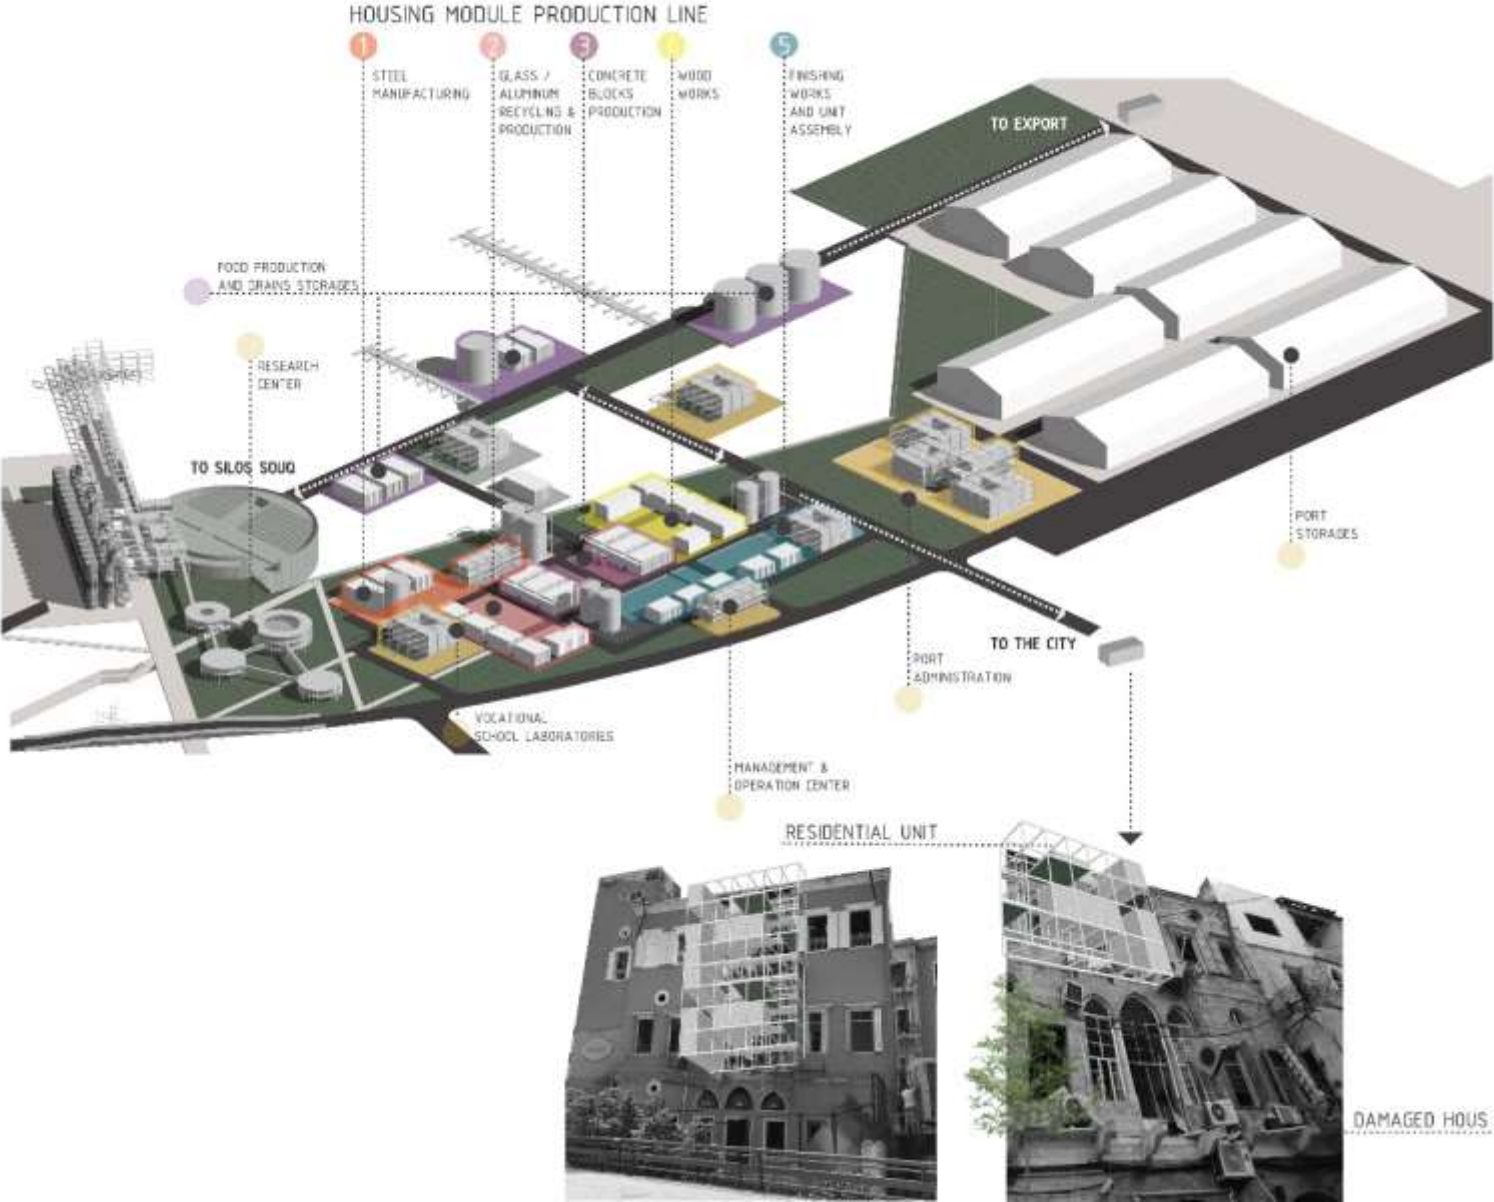 HOUSING MODULE PRODUCTION LINE
1
2
3
5
STEEL
MANUFACTURING
GLASS /
ALUMINUM
RECYCLING &
PRODUCTION
CONCRETE
BLOCKS
PRODUCTION
WOOD
WORKS
FINISHING
WORKS
AND UNIT
ASSEMBLY
TO EXPORT
FOOD PRODUCTION
AND DRAINS STORAGES
RESEARCH
CENTER
TO SILOS SOUQ
PORT
STORAGES
TO THE CITY
PORT
ADMINISTRATION
VOCATIONAL
SCHOOL LABORATORIES
MANAGEMENT &
OPERATION CENTER
RESIDENTIAL UNIT
DAMAGED HOUS